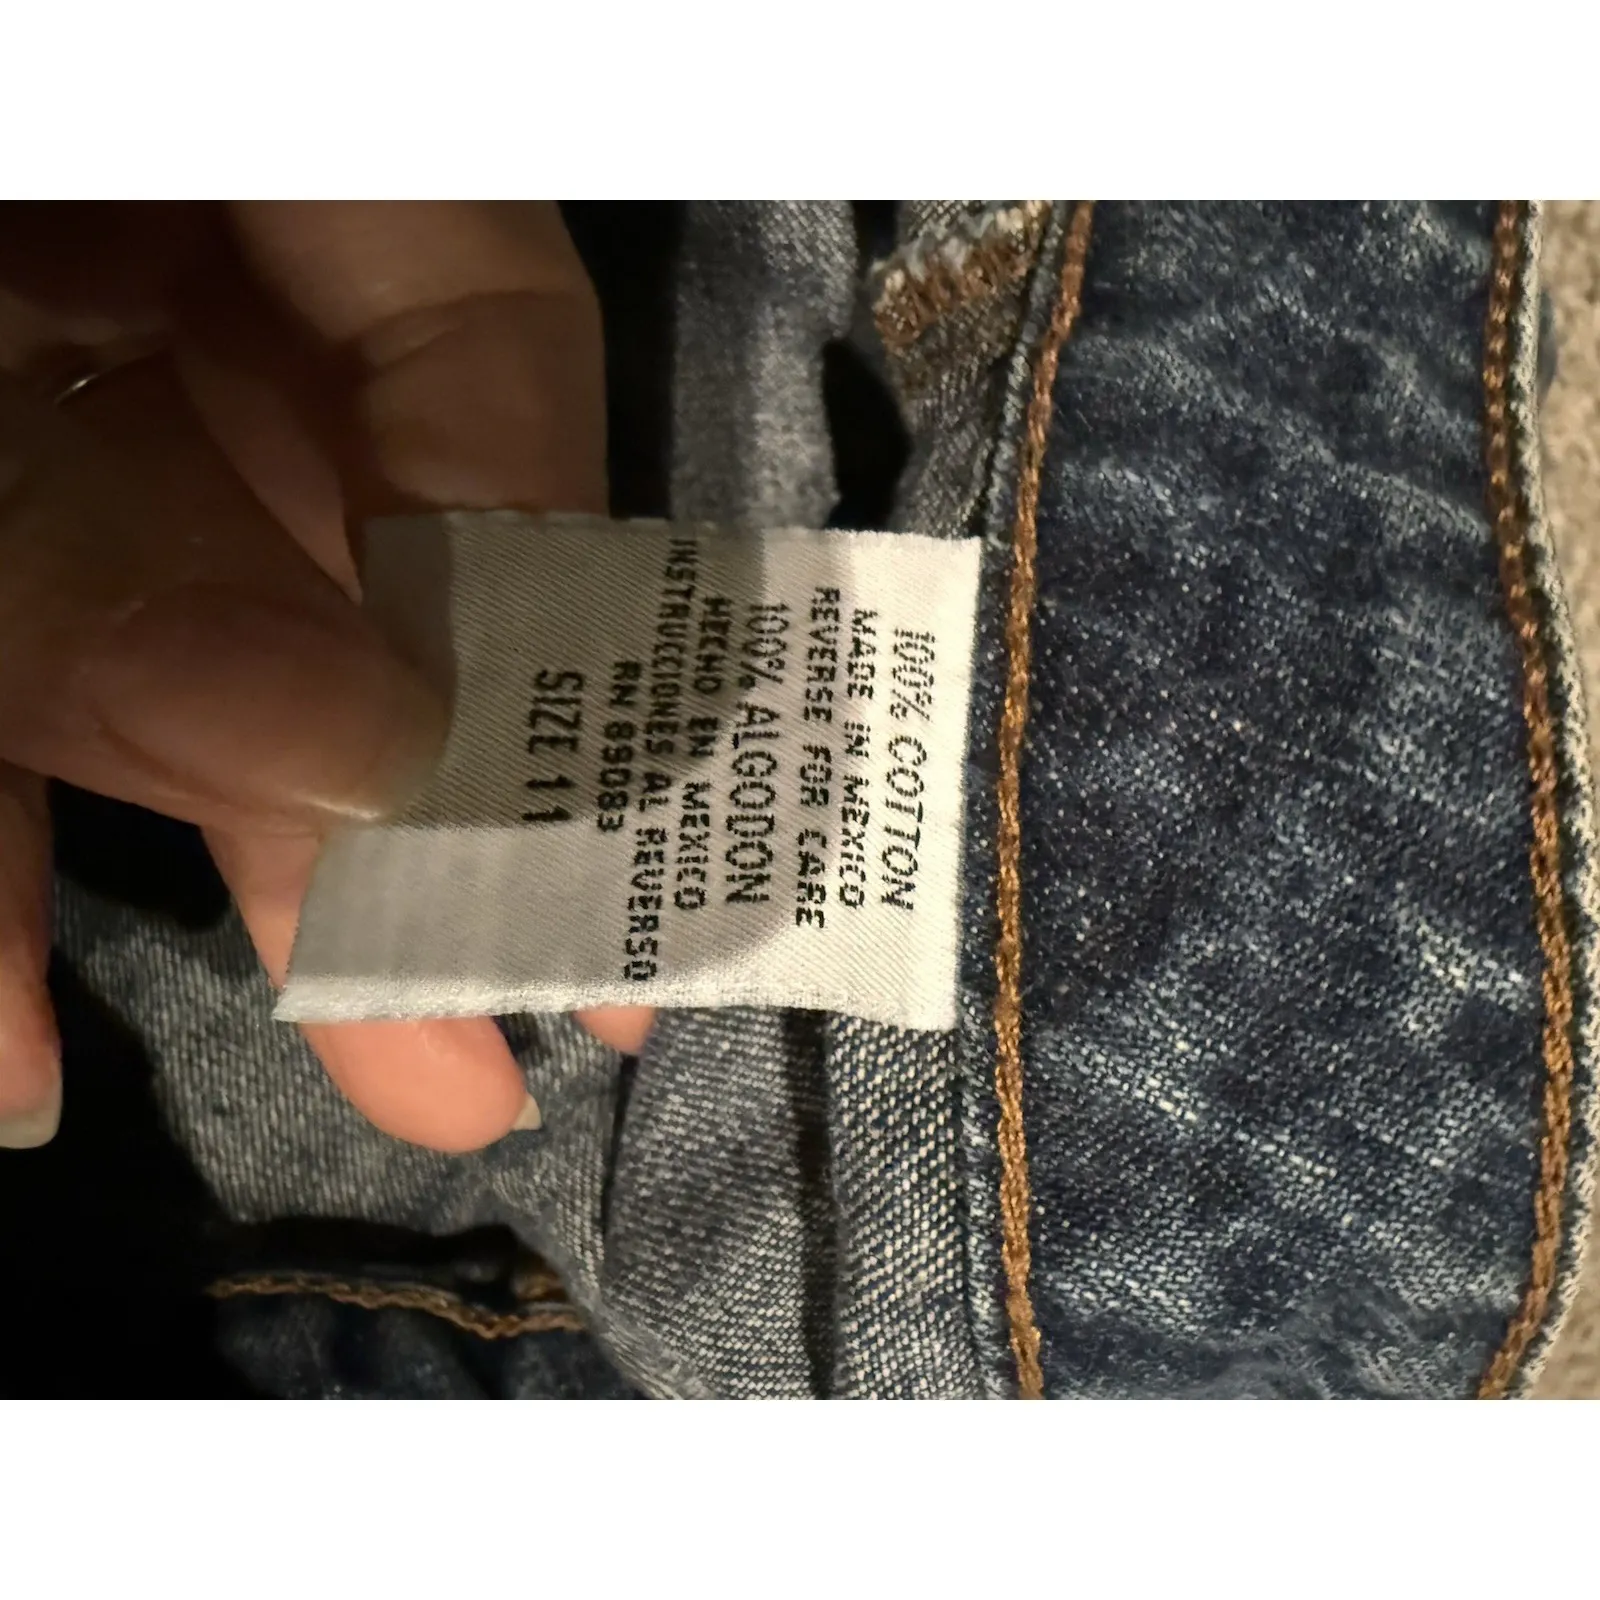 100% COTTON
MADE IN MEXICO
REVERSE FOR CARE
100% ALGODON
HECHO EN MEXICO
INSTRUCCIONES AL REVERSO
RN 89083
SIZE 11